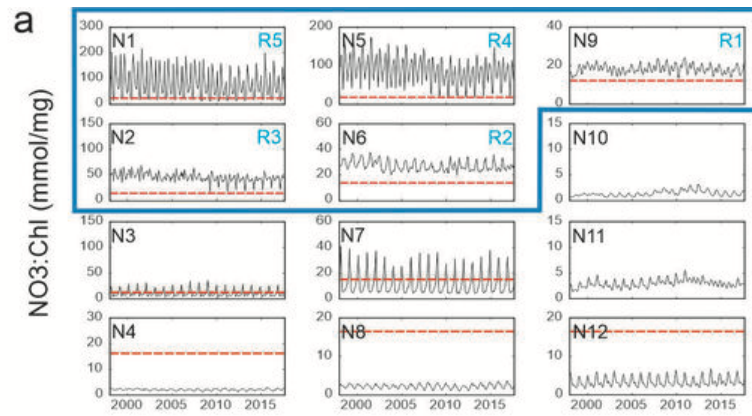 a
NO3:Chl (mmol/mg)
300 N1 R5 200 N5 R4 40 N9 R1
200
100 100 20
0 0 0
150 N2 R3 60 N6 R2 15 N10
100 40 10
50 20 5
0 0 0
150 N3 60 N7 15 N11
100 40 10
50 20 5
0 0 0
30 N4 20 N8 20 N12
20
10 10 10
0 0 0
2000 2005 2010 2015 2000 2005 2010 2015 2000 2005 2010 2015